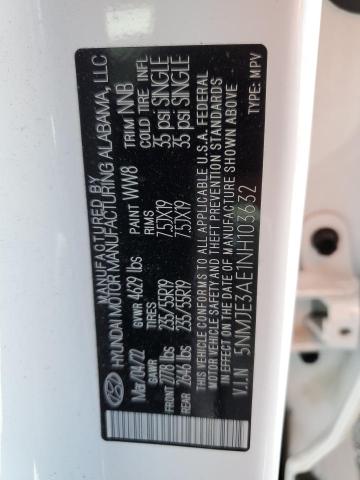 MANUFACTURED BY
HYUNDAI MOTOR MANUFACTURING ALABAMA, LLC
Mar/04/22 GVWR 4629 lbs PAINT WW8 TRIM NNB
GAWR TIRES RIMS COLD TIRE INFL
FRONT 2778 lbs 235/55R19 7.5JX19 35 psi SINGLE
REAR 2646 lbs 235/55R19 7.5JX19 35 psi SINGLE
THIS VEHICLE CONFORMS TO ALL APPLICABLE U.S.A. FEDERAL
MOTOR VEHICLE SAFETY AND THEFT PREVENTION STANDARDS
IN EFFECT ON THE DATE OF MANUFACTURE SHOWN ABOVE
V.I.N 5NMJE3AE1NH103632 TYPE: MPV